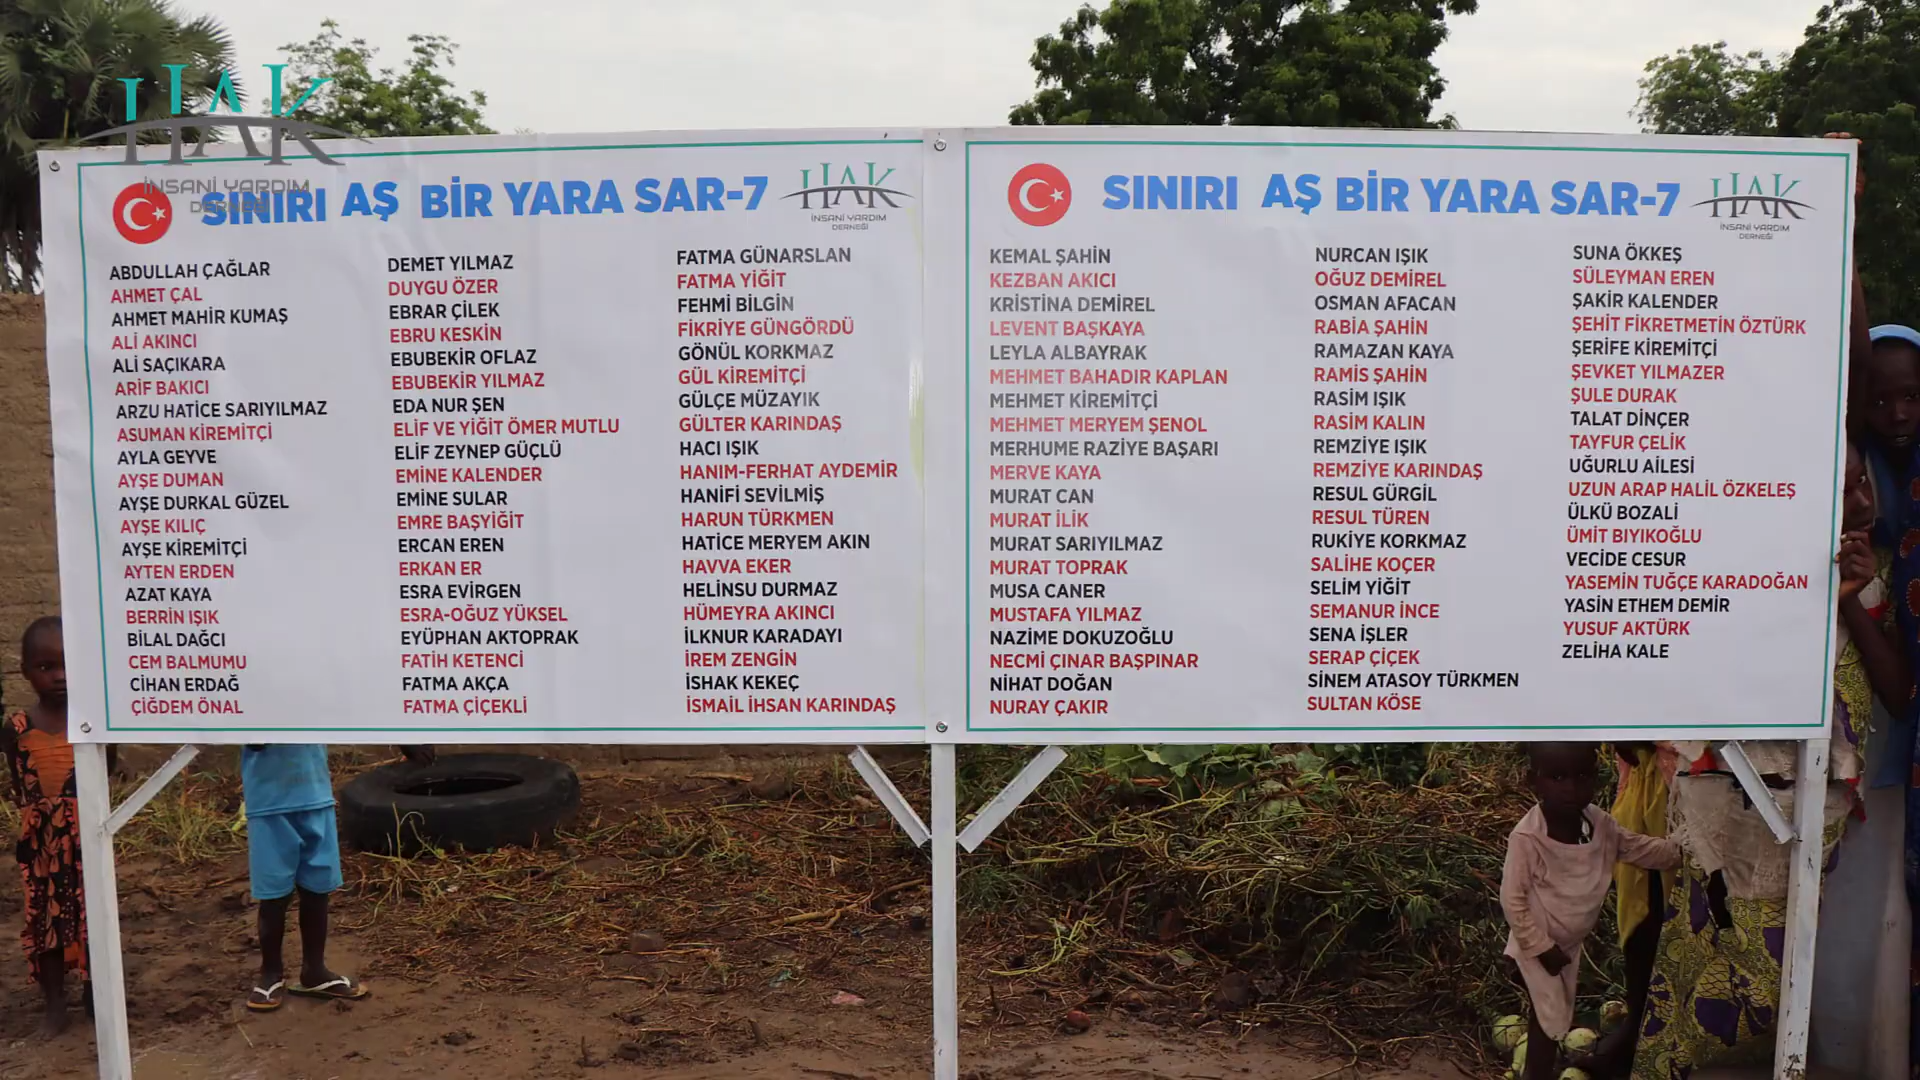 HAK
İNSANİ YARDIM
DERNEĞİ
SINIRI AŞ BİR YARA SAR-7
HAK
İNSANİ YARDIM
DERNEĞİ
ABDULLAH ÇAĞLAR
AHMET ÇAL
AHMET MAHİR KUMAŞ
ALİ AKINCI
ALİ SAÇIKARA
ARİF BAKICI
ARZU HATİCE SARIYILMAZ
ASUMAN KİREMİTÇİ
AYLA GEYVE
AYŞE DUMAN
AYŞE DURKAL GÜZEL
AYŞE KILIÇ
AYŞE KİREMİTÇİ
AYTEN ERDEN
AZAT KAYA
BERRİN IŞIK
BİLAL DAĞCI
CEM BALMUMU
CİHAN ERDAĞ
ÇİĞDEM ÖNAL
DEMET YILMAZ
DUYGU ÖZER
EBRAR ÇİLEK
EBRU KESKİN
EBUBEKİR OFLAZ
EBUBEKİR YILMAZ
EDA NUR ŞEN
ELİF VE YİĞİT ÖMER MUTLU
ELİF ZEYNEP GÜÇLÜ
EMİNE KALENDER
EMİNE SULAR
EMRE BAŞYİĞİT
ERCAN EREN
ERKAN ER
ESRA EVİRGEN
ESRA-OĞUZ YÜKSEL
EYÜPHAN AKTOPRAK
FATİH KETENCİ
FATMA AKÇA
FATMA ÇİÇEKLİ
FATMA GÜNARSLAN
FATMA YİĞİT
FEHMİ BİLGİN
FİKRİYE GÜNGÖRDÜ
GÖNÜL KORKMAZ
GÜL KİREMİTÇİ
GÜLÇE MÜZAYIK
GÜLTER KARINDAŞ
HACI IŞIK
HANIM-FERHAT AYDEMİR
HANİFİ SEVİLMİŞ
HARUN TÜRKMEN
HATİCE MERYEM AKIN
HAVVA EKER
HELİNSU DURMAZ
HÜMEYRA AKINCI
İLKNUR KARADAYI
İREM ZENGİN
İSHAK KEKEÇ
İSMAİL İHSAN KARINDAŞ
SINIRI AŞ BİR YARA SAR-7
HAK
İNSANİ YARDIM
DERNEĞİ
KEMAL ŞAHİN
KEZBAN AKICI
KRİSTİNA DEMİREL
LEVENT BAŞKAYA
LEYLA ALBAYRAK
MEHMET BAHADIR KAPLAN
MEHMET KİREMİTÇİ
MEHMET MERYEM ŞENOL
MERHUME RAZİYE BAŞARI
MERVE KAYA
MURAT CAN
MURAT İLİK
MURAT SARIYILMAZ
MURAT TOPRAK
MUSA CANER
MUSTAFA YILMAZ
NAZİME DOKUZOĞLU
NECMİ ÇINAR BAŞPINAR
NİHAT DOĞAN
NURAY ÇAKIR
NURCAN IŞIK
OĞUZ DEMİREL
OSMAN AFACAN
RABİA ŞAHİN
RAMAZAN KAYA
RAMİS ŞAHİN
RASİM IŞIK
RASİM KALIN
REMZİYE IŞIK
REMZİYE KARINDAŞ
RESUL GÜRGİL
RESUL TÜREN
RUKİYE KORKMAZ
SALİHE KOÇER
SELİM YİĞİT
SEMANUR İNCE
SENA İŞLER
SERAP ÇİÇEK
SİNEM ATASOY TÜRKMEN
SULTAN KÖSE
SUNA ÖKKEŞ
SÜLEYMAN EREN
ŞAKİR KALENDER
ŞEHİT FİKRETMETİN ÖZTÜRK
ŞERİFE KİREMİTÇİ
ŞEVKET YILMAZER
ŞULE DURAK
TALAT DİNÇER
TAYFUR ÇELİK
UĞURLU AİLESİ
UZUN ARAP HALİL ÖZKELEŞ
ÜLKÜ BOZALİ
ÜMİT BIYIKOĞLU
VECİDE CESUR
YASEMİN TUĞÇE KARADOĞAN
YASİN ETHEM DEMİR
YUSUF AKTÜRK
ZELİHA KALE